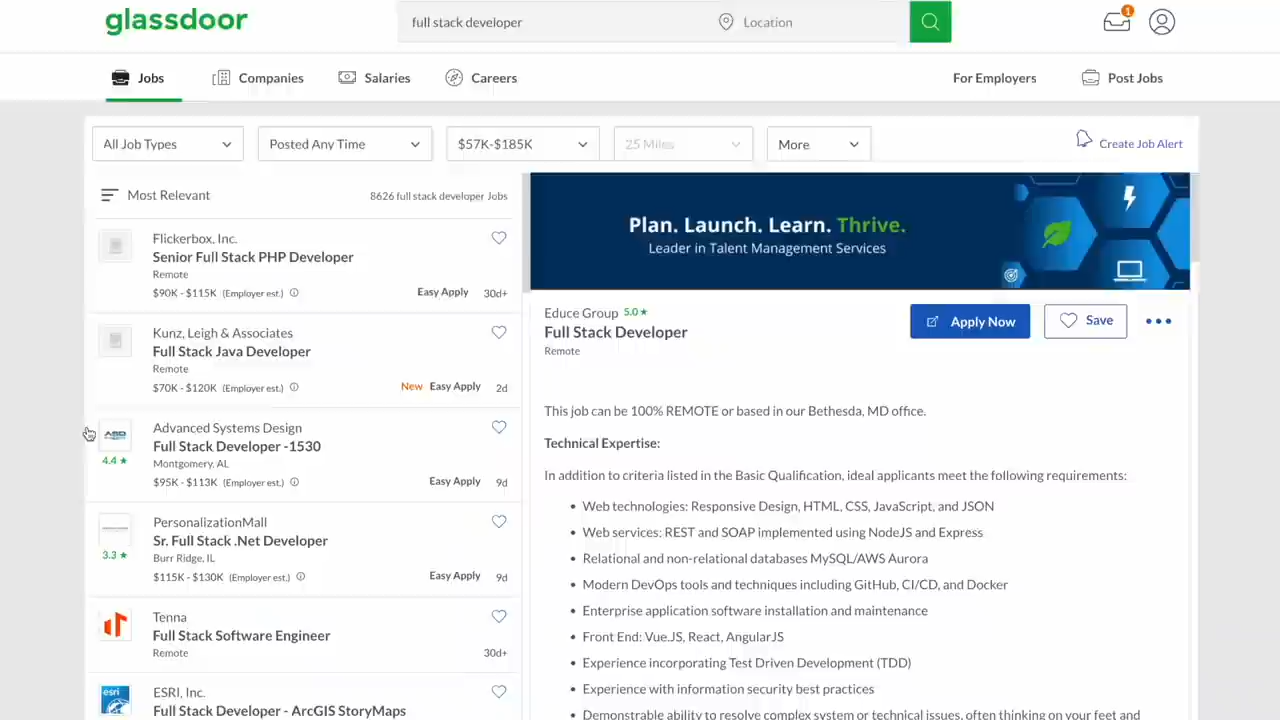 glassdoor
full stack developer
Location
1
Jobs
Companies
Salaries
Careers
For Employers
Post Jobs
All Job Types
Posted Any Time
$57K-$185K
25 Miles
More
Create Job Alert
Most Relevant
8626 full stack developer Jobs
Flickerbox, Inc.
Senior Full Stack PHP Developer
Remote
$90K - $115K (Employer est.)
Easy Apply
30d+
Kunz, Leigh & Associates
Full Stack Java Developer
Remote
$70K - $120K (Employer est.)
New Easy Apply
2d
ASD
4.4 ★
Advanced Systems Design
Full Stack Developer -1530
Montgomery, AL
$95K - $113K (Employer est.)
Easy Apply
9d
3.3 ★
PersonalizationMall
Sr. Full Stack .Net Developer
Burr Ridge, IL
$115K - $130K (Employer est.)
Easy Apply
9d
Tenna
Full Stack Software Engineer
Remote
30d+
esri
ESRI, Inc.
Full Stack Developer - ArcGIS StoryMaps
Plan. Launch. Learn. Thrive.
Leader in Talent Management Services
Educe Group 5.0 ★
Full Stack Developer
Remote
Apply Now
Save
This job can be 100% REMOTE or based in our Bethesda, MD office.
Technical Expertise:
In addition to criteria listed in the Basic Qualification, ideal applicants meet the following requirements:
• Web technologies: Responsive Design, HTML, CSS, JavaScript, and JSON
• Web services: REST and SOAP implemented using NodeJS and Express
• Relational and non-relational databases MySQL/AWS Aurora
• Modern DevOps tools and techniques including GitHub, CI/CD, and Docker
• Enterprise application software installation and maintenance
• Front End: Vue.JS, React, AngularJS
• Experience incorporating Test Driven Development (TDD)
• Experience with information security best practices
• Demonstrable ability to resolve complex system or technical issues, often thinking on your feet and